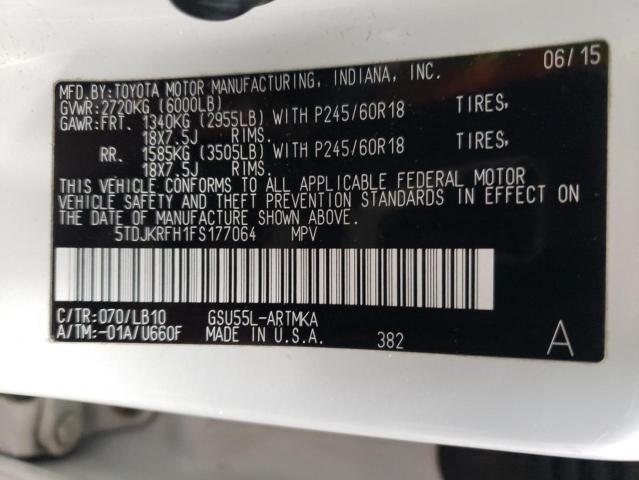 06/15
MFD.BY:TOYOTA MOTOR MANUFACTURING, INDIANA, INC.
GVWR:2720KG (6000LB)
GAWR:FRT. 1340KG (2955LB) WITH P245/60R18 TIRES,
18X7.5J RIMS.
RR. 1585KG (3505LB) WITH P245/60R18 TIRES,
18X7.5J RIMS.
THIS VEHICLE CONFORMS TO ALL APPLICABLE FEDERAL MOTOR
VEHICLE SAFETY AND THEFT PREVENTION STANDARDS IN EFFECT ON
THE DATE OF MANUFACTURE SHOWN ABOVE.
5TDJKRFH1FS177064 MPV
C/TR:070/LB10 GSU55L-ARTMKA
A/TM:-01A/U660F MADE IN U.S.A. 382 A